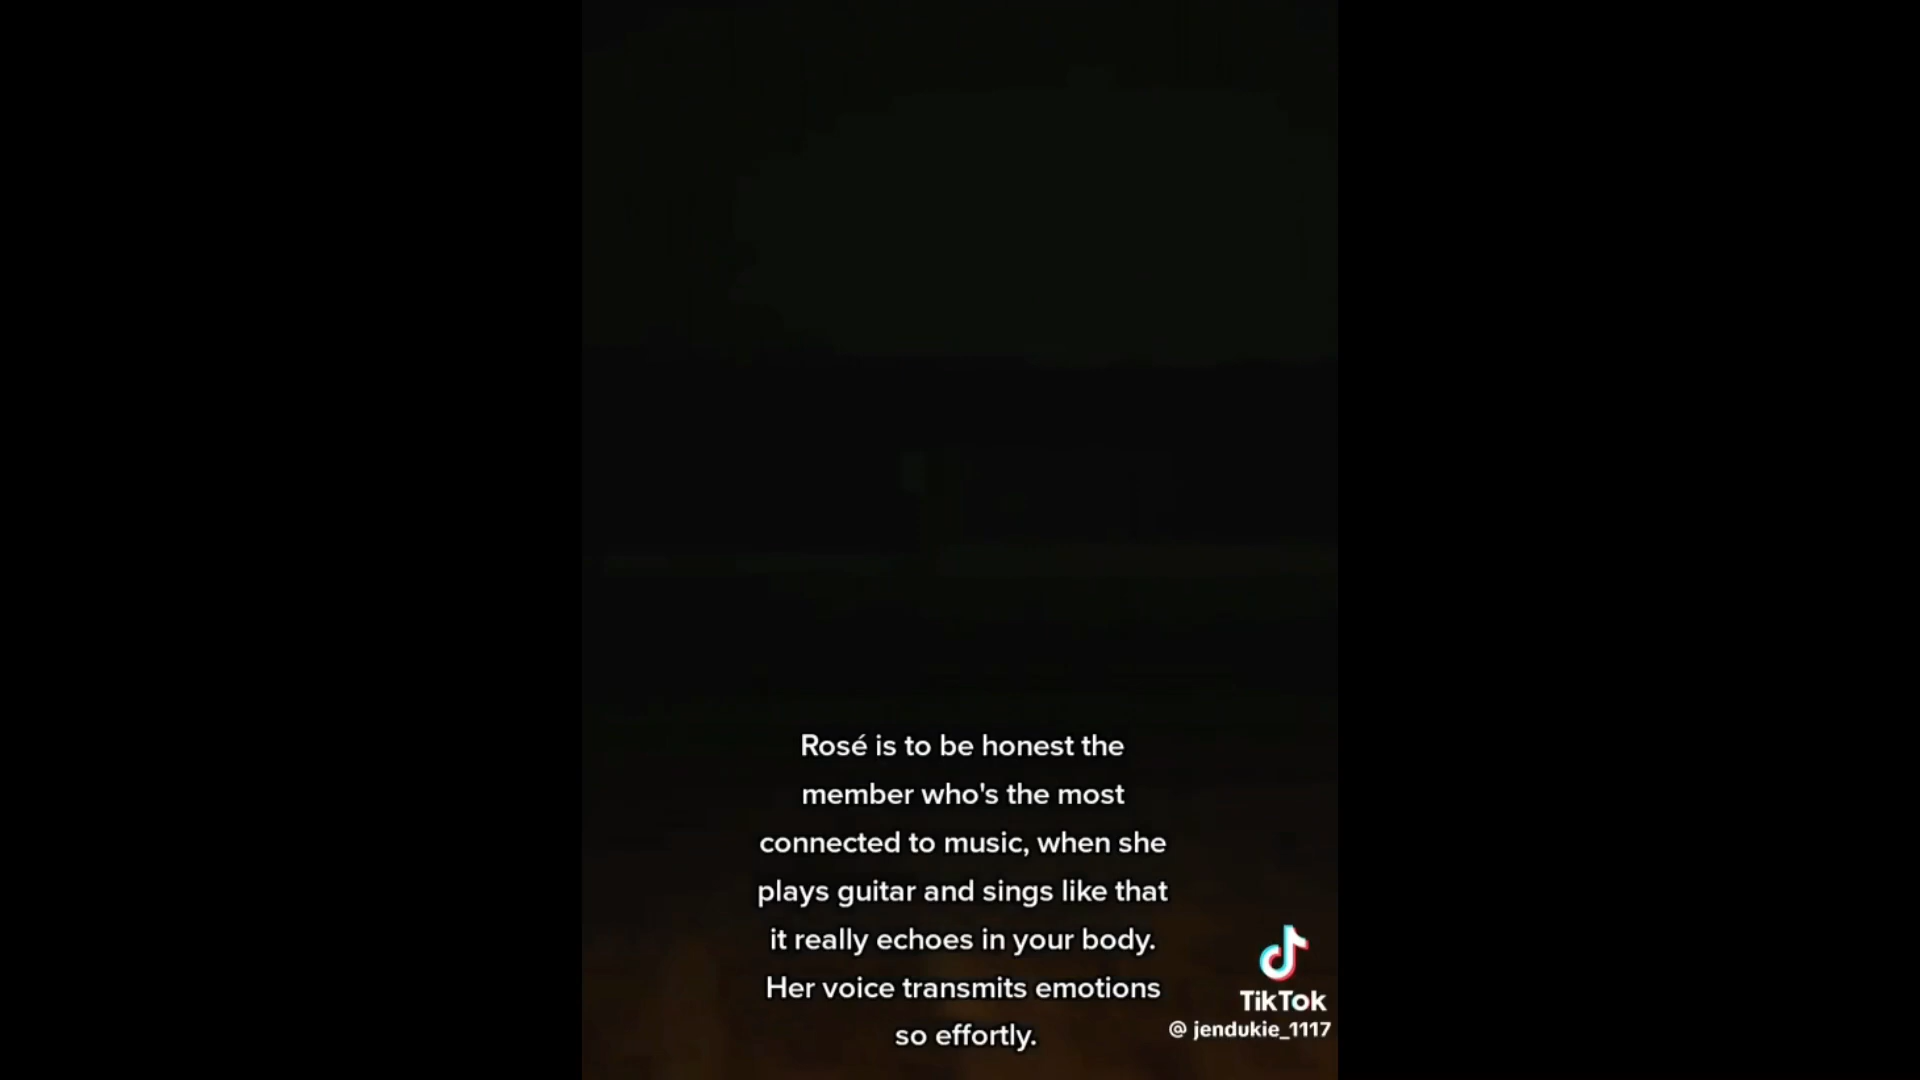 Rosé is to be honest the
member who's the most
connected to music, when she
plays guitar and sings like that
it really echoes in your body.
Her voice transmits emotions
so effortly.
TikTok
@ jendukie_1117